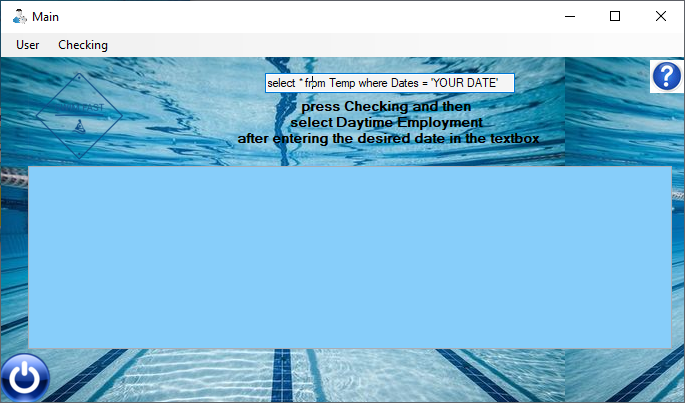 Main
User Checking
select * from Temp where Dates = 'YOUR DATE'
press Checking and then
select Daytime Employment
after entering the desired date in the textbox
?